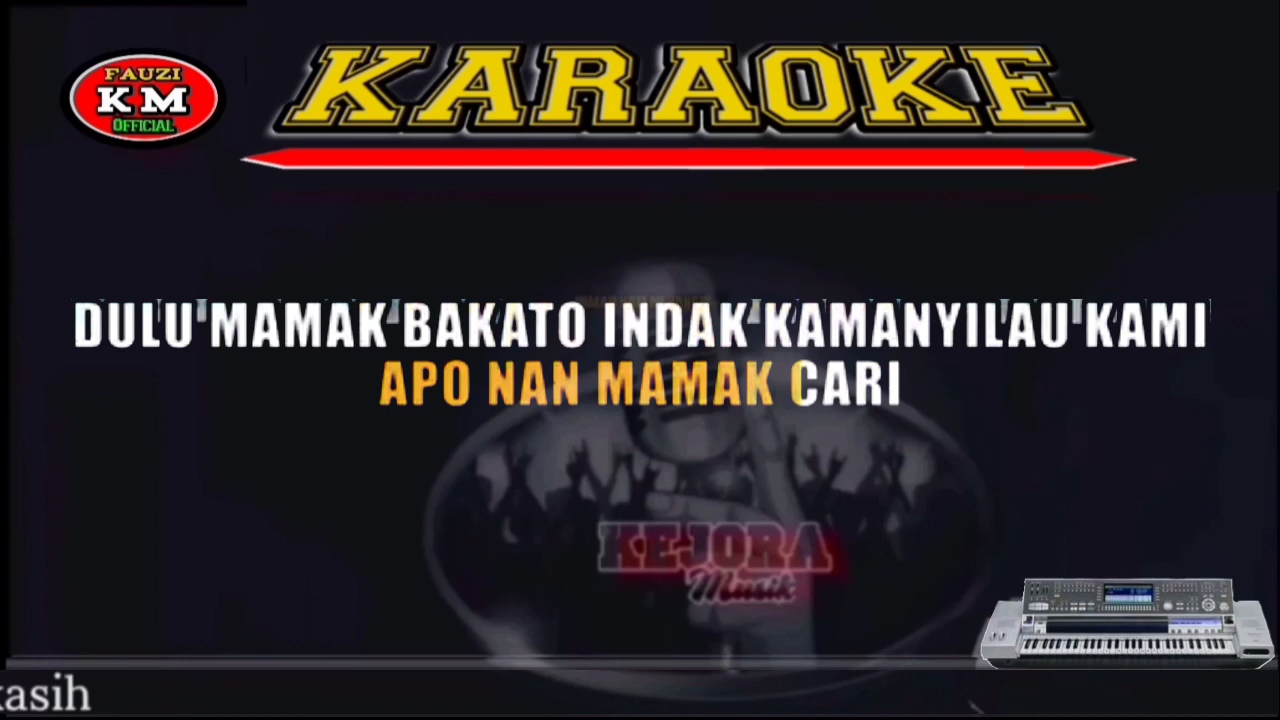 FAUZI
KM
OFFICIAL
KARAOKE
DULU MAMAK BAKATO INDAK KAMANYILAU KAMI
APO NAN MAMAK CARI
KEJORA
Musik
kasih